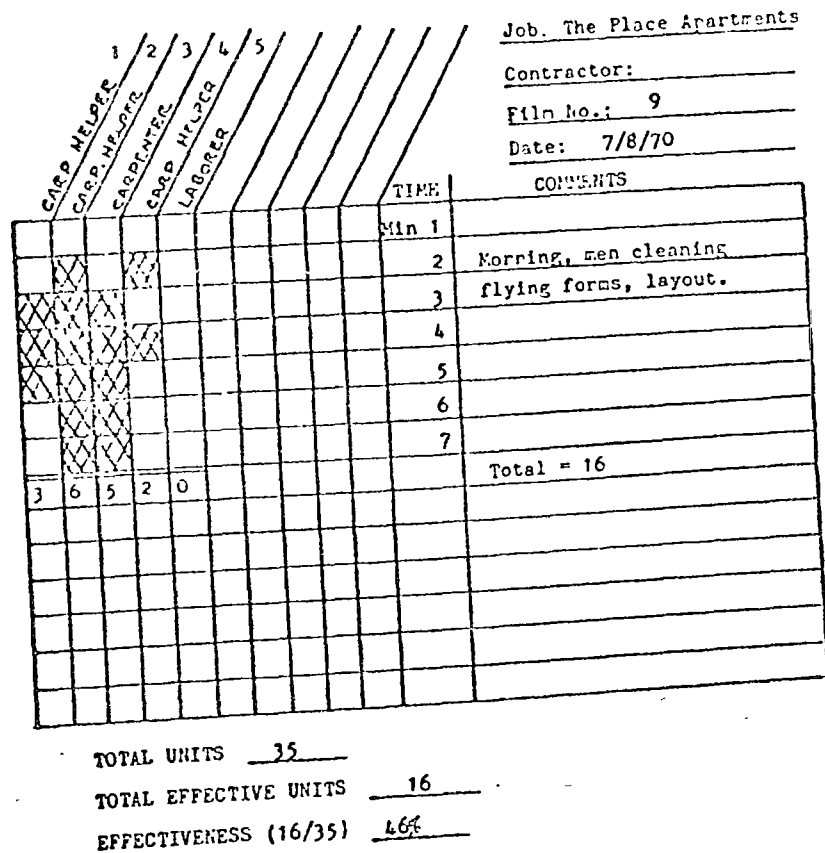 Job. The Place Apartments
Contractor:
Film No.: 9
Date: 7/8/70
1 2 3 4 5
CARP HELPER
CARP. HELPER
CARPENTER
CARP HELPER
LABORER
TIME COMMENTS
Min 1
2 Morring, men cleaning
3 flying forms, layout.
4
5
6
7
Total = 16
3 6 5 2 0
TOTAL UNITS 35
TOTAL EFFECTIVE UNITS 16
EFFECTIVENESS (16/35) 46%